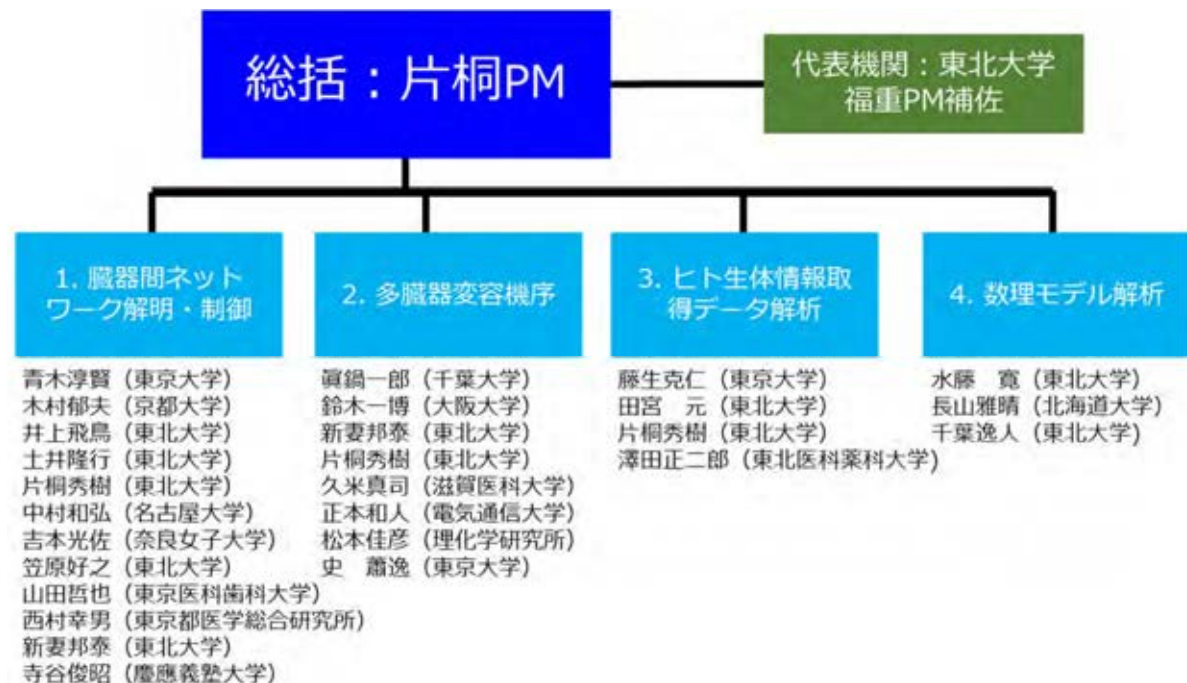 総括：片桐PM
代表機関：東北大学
福重PM補佐
1. 臓器間ネット
ワーク解明・制御
青木淳賢（東京大学）
木村郁夫（京都大学）
井上飛鳥（東北大学）
土井隆行（東北大学）
片桐秀樹（東北大学）
中村和弘（名古屋大学）
吉本光佐（奈良女子大学）
笠原好之（東北大学）
山田哲也（東京医科歯科大学）
西村幸男（東京都医学総合研究所）
新妻邦泰（東北大学）
寺谷俊昭（慶應義塾大学）
2. 多臓器変容機序
眞鍋一郎（千葉大学）
鈴木一博（大阪大学）
新妻邦泰（東北大学）
片桐秀樹（東北大学）
久米真司（滋賀医科大学）
正本和人（電気通信大学）
松本佳彦（理化学研究所）
史　蕭逸（東京大学）
3. ヒト生体情報取
得データ解析
藤生克仁（東京大学）
田宮　元（東北大学）
片桐秀樹（東北大学）
澤田正二郎（東北医科薬科大学）
4. 数理モデル解析
水藤　寛（東北大学）
長山雅晴（北海道大学）
千葉逸人（東北大学）